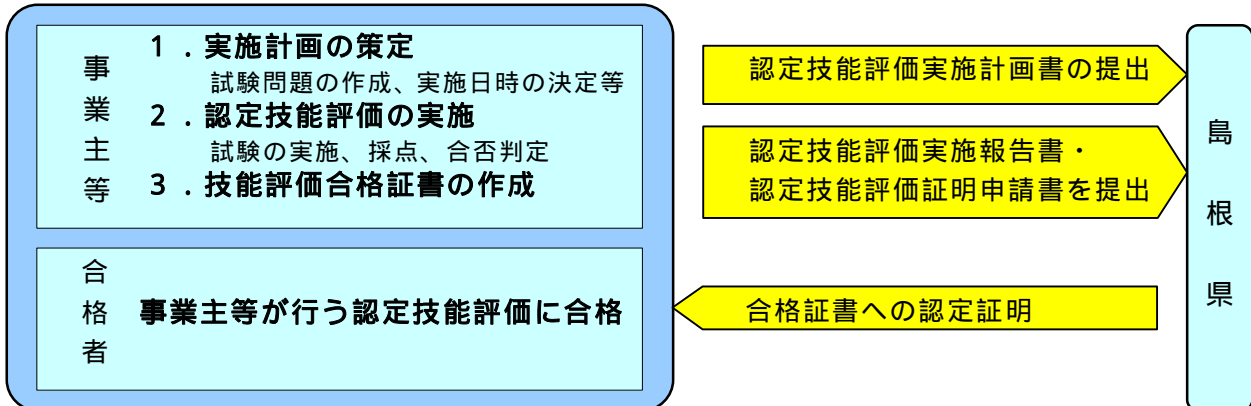 事業主等
1．実施計画の策定
試験問題の作成、実施日時の決定等
2．認定技能評価の実施
試験の実施、採点、合否判定
3．技能評価合格証書の作成
認定技能評価実施計画書の提出
認定技能評価実施報告書・
認定技能評価証明申請書を提出
島根県
合格者
事業主等が行う認定技能評価に合格
合格証書への認定証明